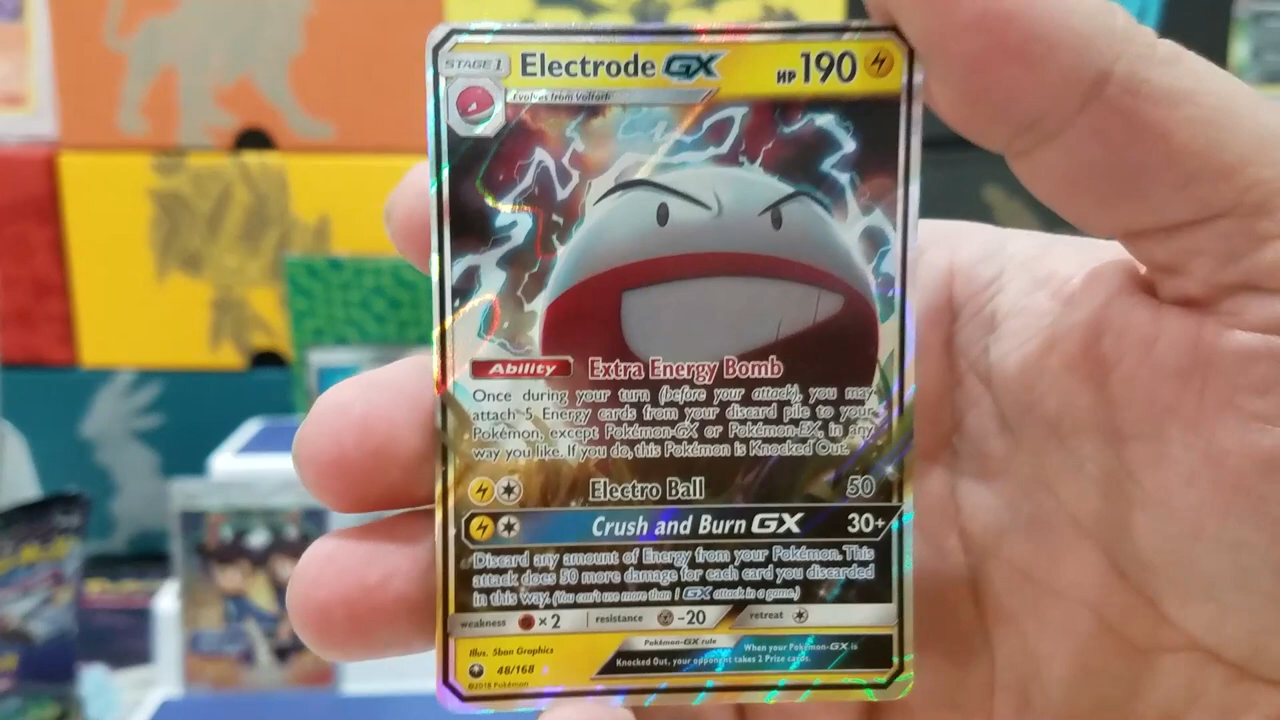 STAGE 1 Electrode GX HP 190
Evolves from Voltorb
Ability Extra Energy Bomb
Once during your turn (before your attack), you may
attach 5 Energy cards from your discard pile to your
Pokémon, except Pokémon-GX or Pokémon-EX, in any
way you like. If you do, this Pokémon is Knocked Out.
Electro Ball 50
Crush and Burn GX 30+
Discard any amount of Energy from your Pokémon. This
attack does 50 more damage for each card you discarded
in this way. (You can't use more than 1 GX attack in a game.)
weakness ×2 resistance -20 retreat
Illus. 5ban Graphics
48/168
©2018 Pokémon
Pokémon-GX rule When your Pokémon-GX is
Knocked Out, your opponent takes 2 Prize cards.